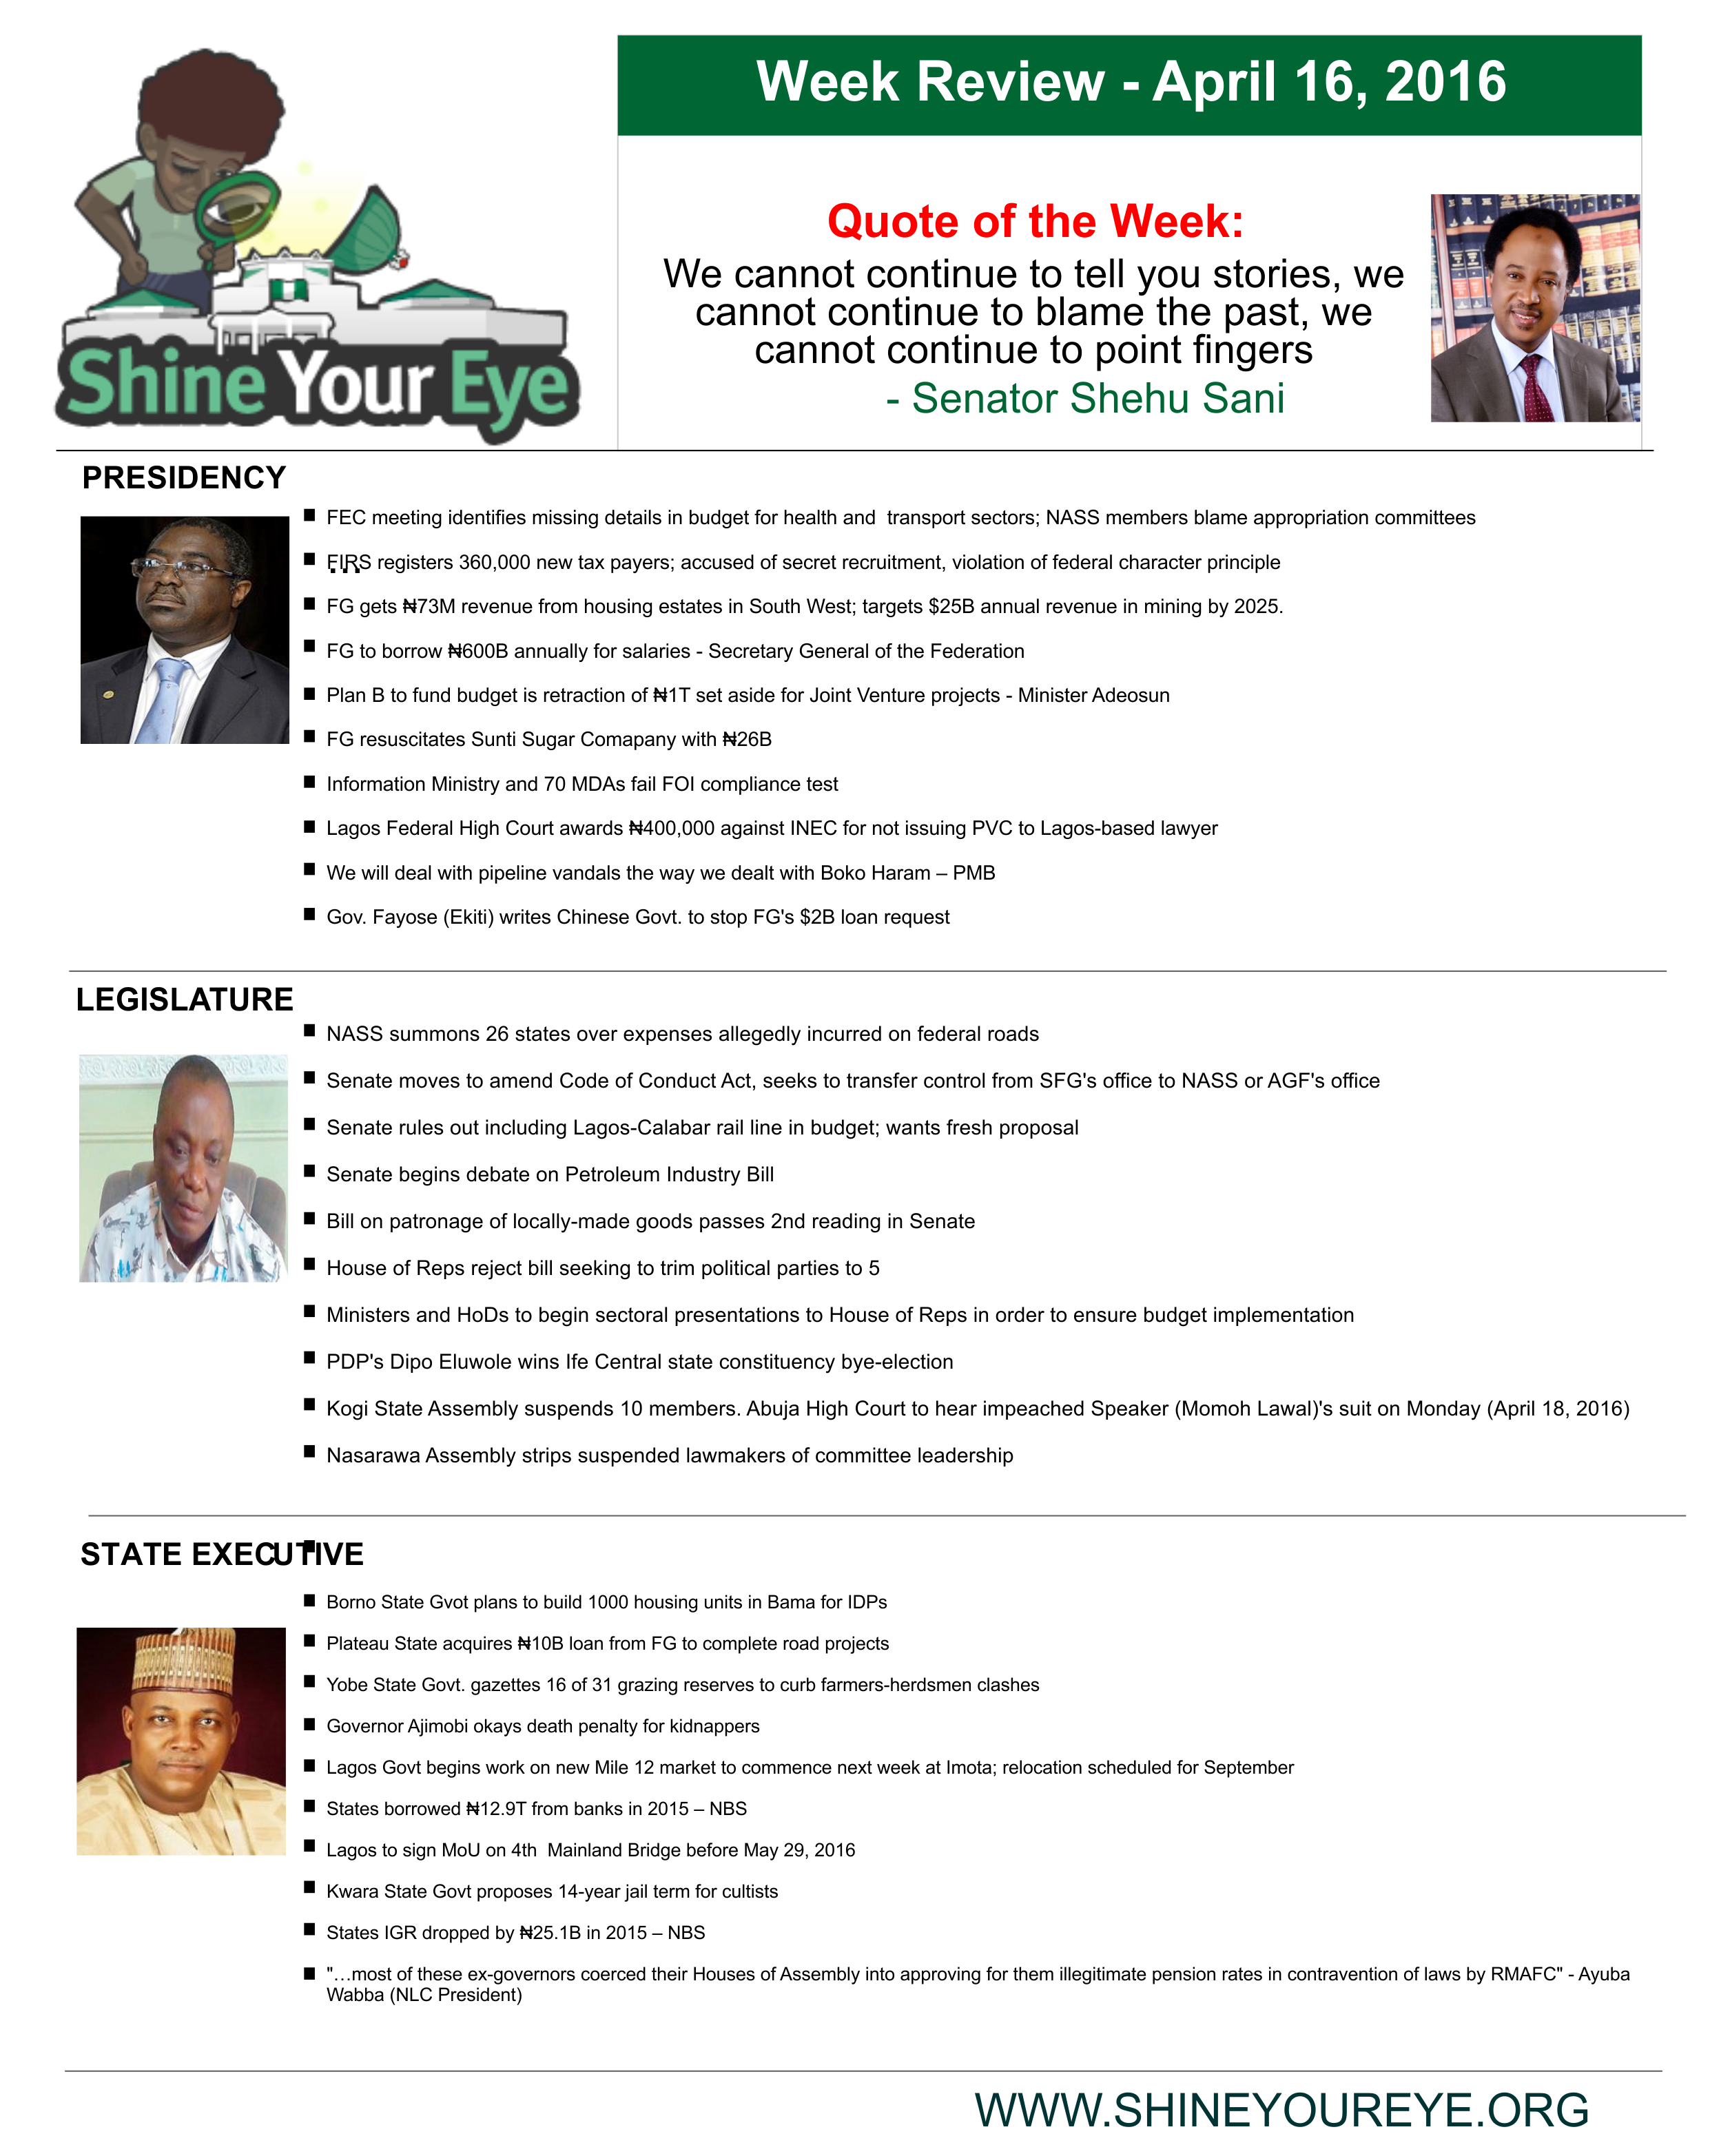 Week Review - April 16, 2016
Quote of the Week:
We cannot continue to tell you stories, we
cannot continue to blame the past, we
cannot continue to point fingers
- Senator Shehu Sani
Shine Your Eye
PRESIDENCY
FEC meeting identifies missing details in budget for health and  transport sectors; NASS members blame appropriation committees
FIRS registers 360,000 new tax payers; accused of secret recruitment, violation of federal character principle
FG gets ₦73M revenue from housing estates in South West; targets $25B annual revenue in mining by 2025.
FG to borrow ₦600B annually for salaries - Secretary General of the Federation
Plan B to fund budget is retraction of ₦1T set aside for Joint Venture projects - Minister Adeosun
FG resuscitates Sunti Sugar Comapany with ₦26B
Information Ministry and 70 MDAs fail FOI compliance test
Lagos Federal High Court awards ₦400,000 against INEC for not issuing PVC to Lagos-based lawyer
We will deal with pipeline vandals the way we dealt with Boko Haram – PMB
Gov. Fayose (Ekiti) writes Chinese Govt. to stop FG's $2B loan request
LEGISLATURE
NASS summons 26 states over expenses allegedly incurred on federal roads
Senate moves to amend Code of Conduct Act, seeks to transfer control from SFG's office to NASS or AGF's office
Senate rules out including Lagos-Calabar rail line in budget; wants fresh proposal
Senate begins debate on Petroleum Industry Bill
Bill on patronage of locally-made goods passes 2nd reading in Senate
House of Reps reject bill seeking to trim political parties to 5
Ministers and HoDs to begin sectoral presentations to House of Reps in order to ensure budget implementation
PDP's Dipo Eluwole wins Ife Central state constituency bye-election
Kogi State Assembly suspends 10 members. Abuja High Court to hear impeached Speaker (Momoh Lawal)'s suit on Monday (April 18, 2016)
Nasarawa Assembly strips suspended lawmakers of committee leadership
STATE EXECUTIVE
Borno State Gvot plans to build 1000 housing units in Bama for IDPs
Plateau State acquires ₦10B loan from FG to complete road projects
Yobe State Govt. gazettes 16 of 31 grazing reserves to curb farmers-herdsmen clashes
Governor Ajimobi okays death penalty for kidnappers
Lagos Govt begins work on new Mile 12 market to commence next week at Imota; relocation scheduled for September
States borrowed ₦12.9T from banks in 2015 – NBS
Lagos to sign MoU on 4th  Mainland Bridge before May 29, 2016
Kwara State Govt proposes 14-year jail term for cultists
States IGR dropped by ₦25.1B in 2015 – NBS
"…most of these ex-governors coerced their Houses of Assembly into approving for them illegitimate pension rates in contravention of laws by RMAFC" - Ayuba
Wabba (NLC President)
WWW.SHINEYOUREYE.ORG